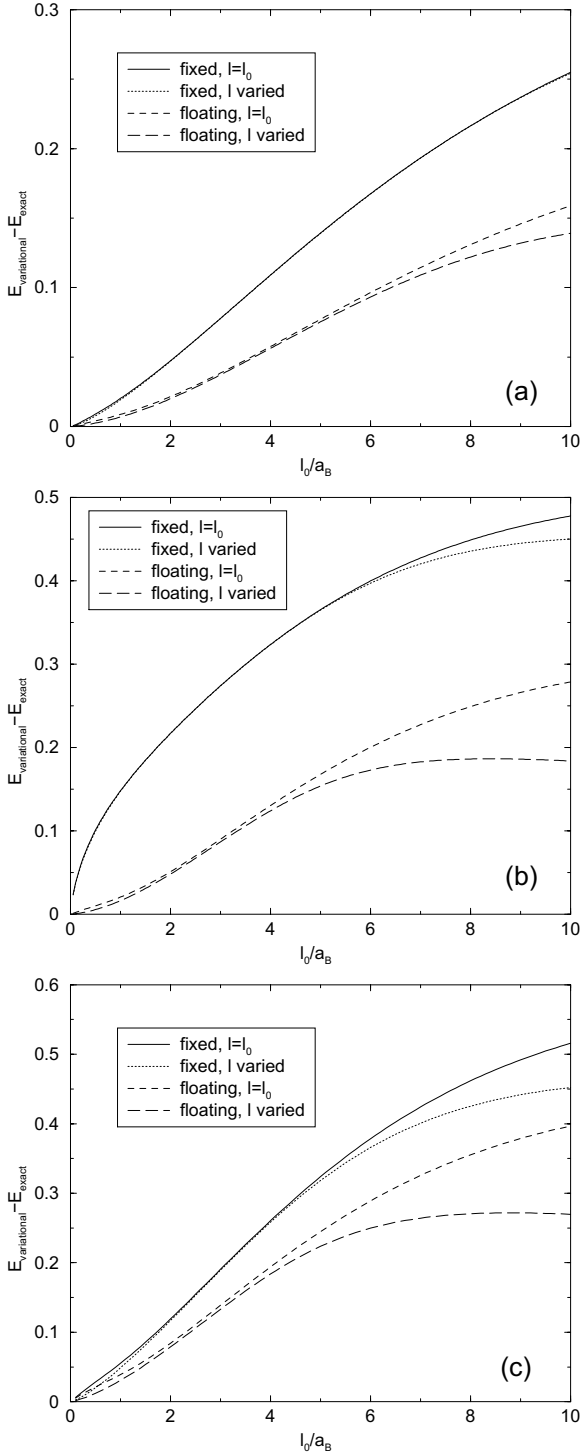 0.3
fixed, l=l0
fixed, l varied
floating, l=l0
floating, l varied
0.2
Evariational−Eexact
0.1
(a)
0
0 2 4 6 8 10
l0/aB
0.5
fixed, l=l0
fixed, l varied
floating, l=l0
floating, l varied
0.4
0.3
Evariational−Eexact
0.2
0.1
(b)
0
0 2 4 6 8 10
l0/aB
0.6
fixed, l=l0
fixed, l varied
floating, l=l0
floating, l varied
0.5
0.4
0.3
Evariational−Eexact
0.2
0.1
(c)
0.0
0 2 4 6 8 10
l0/aB